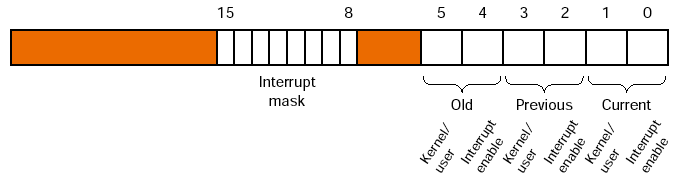 15 8 5 4 3 2 1 0
Interrupt
mask
Old Previous Current
Kernel/
user
Interrupt
enable
Kernel/
user
Interrupt
enable
Kernel/
user
Interrupt
enable